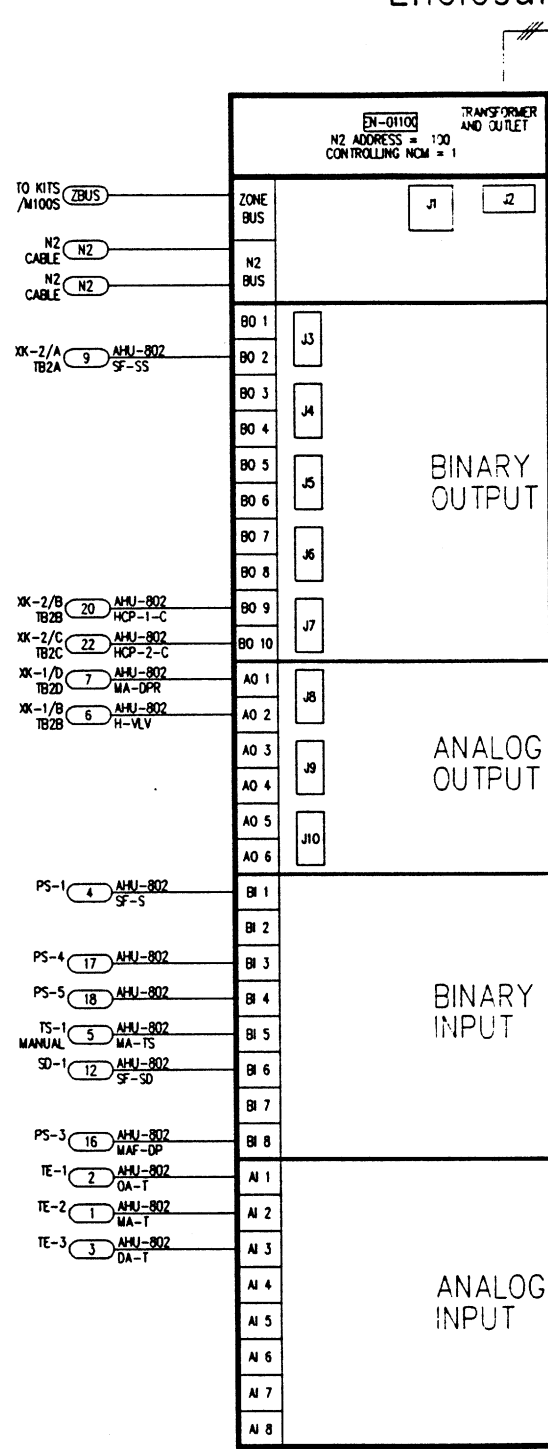 TRANSFORMER
AND OUTLET
EN-01100
N2 ADDRESS = 100
CONTROLLING NCM = 1
TO KITS
/M100S
ZBUS
ZONE
BUS
J1
J2
N2
CABLE
N2
N2
CABLE
N2
N2
BUS
BO 1
J3
XK-2/A
TB2A
9
AHU-802
SF-SS
BO 2
BO 3
J4
BO 4
BO 5
J5
BINARY
OUTPUT
BO 6
BO 7
J6
BO 8
XK-2/B
TB2B
20
AHU-802
HCP-1-C
BO 9
J7
XK-2/C
TB2C
22
AHU-802
HCP-2-C
BO 10
XK-1/D
TB2D
7
AHU-802
MA-DPR
AO 1
J8
XK-1/B
TB2B
6
AHU-802
H-VLV
AO 2
AO 3
J9
ANALOG
OUTPUT
AO 4
AO 5
J10
AO 6
PS-1
4
AHU-802
SF-S
BI 1
BI 2
PS-4
17
AHU-802
BI 3
PS-5
18
AHU-802
BI 4
BINARY
INPUT
TS-1
MANUAL
5
AHU-802
MA-TS
BI 5
SD-1
12
AHU-802
SF-SD
BI 6
BI 7
PS-3
16
AHU-802
MAF-DP
BI 8
TE-1
2
AHU-802
OA-T
AI 1
TE-2
1
AHU-802
MA-T
AI 2
TE-3
3
AHU-802
DA-T
AI 3
AI 4
ANALOG
INPUT
AI 5
AI 6
AI 7
AI 8